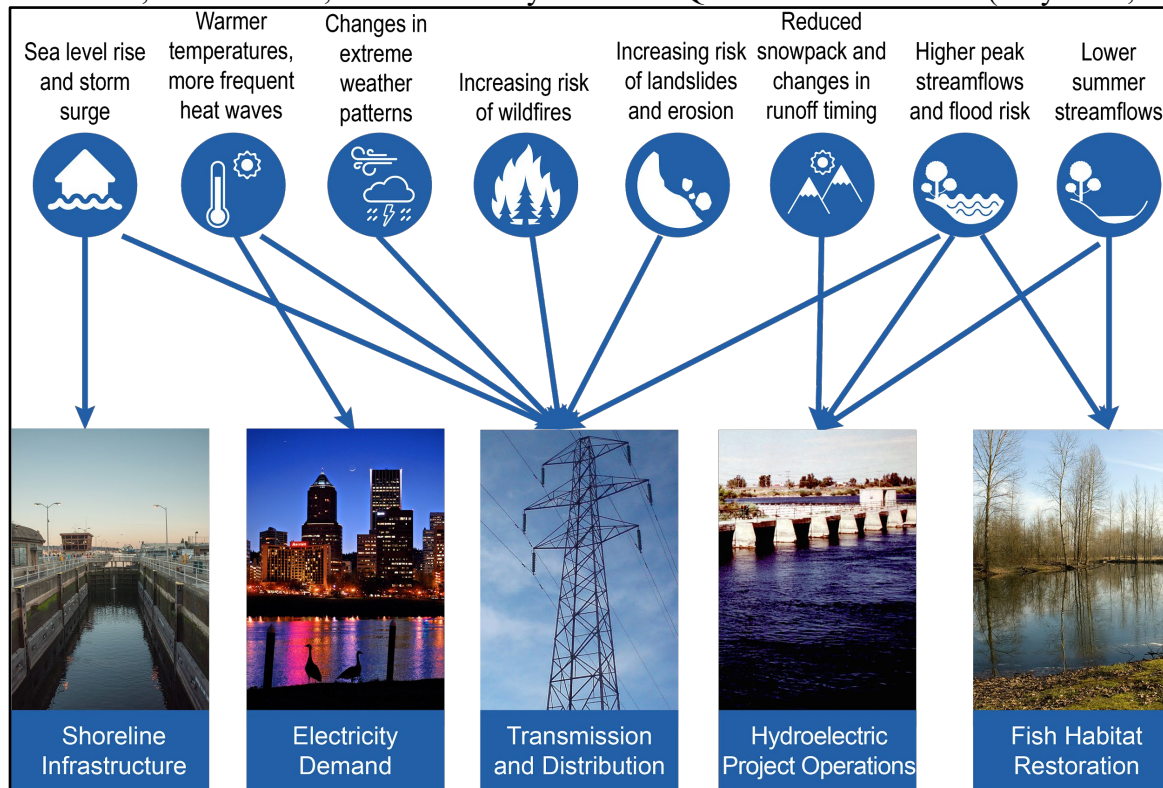 Sea level rise
and storm
surge
Warmer
temperatures,
more frequent
heat waves
Changes in
extreme
weather
patterns
Increasing risk
of wildfires
Increasing risk
of landslides
and erosion
Reduced
snowpack and
changes in
runoff timing
Higher peak
streamflows
and flood risk
Lower
summer
streamflows
Shoreline
Infrastructure
Electricity
Demand
Transmission
and Distribution
Hydroelectric
Project Operations
Fish Habitat
Restoration